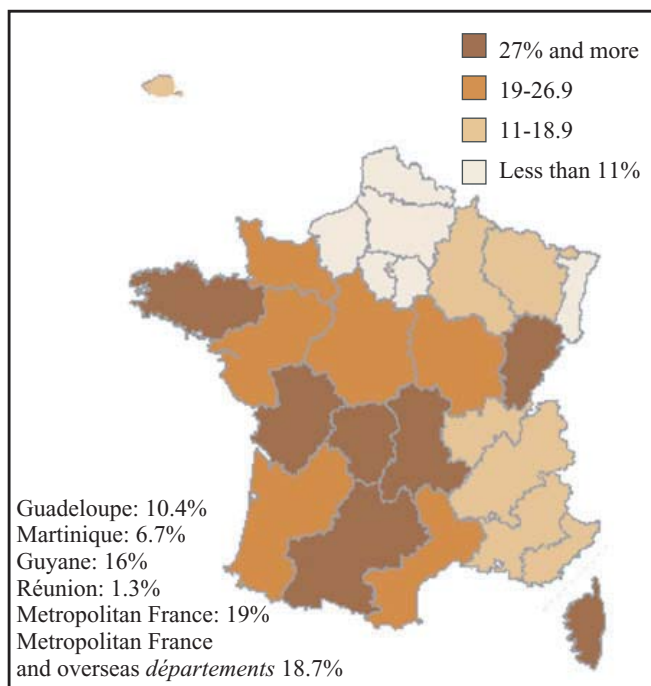 27% and more
19-26.9
11-18.9
Less than 11%
Guadeloupe: 10.4%
Martinique: 6.7%
Guyane: 16%
Réunion: 1.3%
Metropolitan France: 19%
Metropolitan France
and overseas départements 18.7%